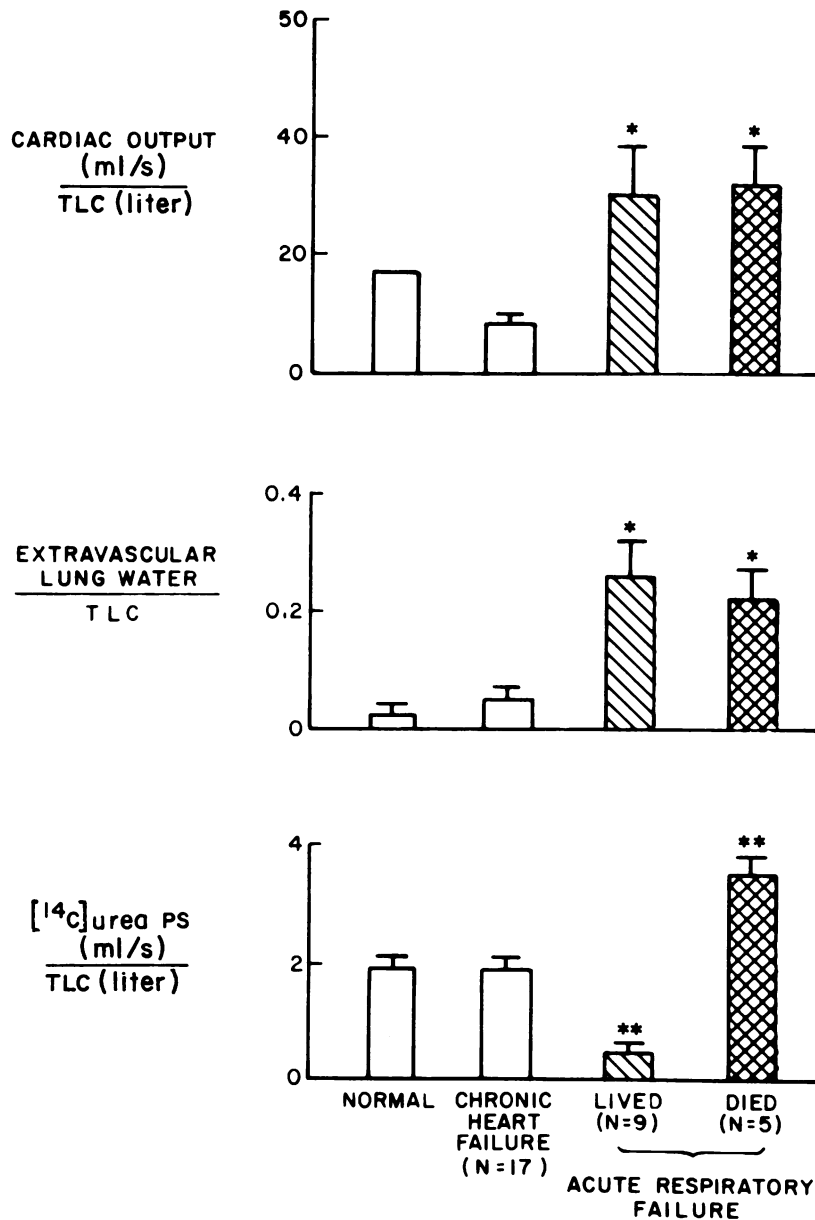 CARDIAC OUTPUT
(ml/s)
TLC (liter)
50
40
20
0
*
*
EXTRAVASCULAR
LUNG WATER
TLC
0.4
0.2
0
*
*
[¹⁴C]urea PS
(ml/s)
TLC (liter)
4
2
0
**
**
NORMAL
CHRONIC
HEART
FAILURE
(N=17)
LIVED
(N=9)
DIED
(N=5)
ACUTE RESPIRATORY
FAILURE